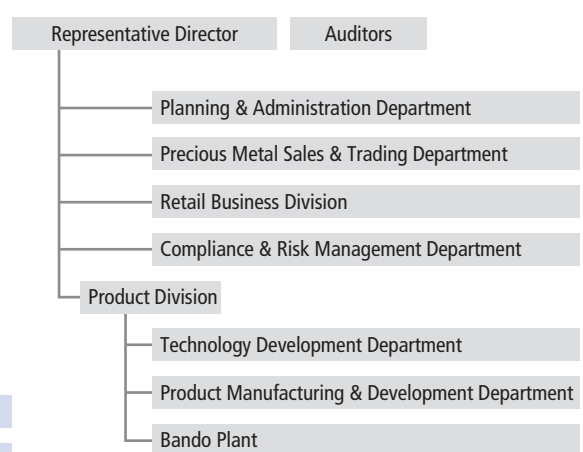 Representative Director
Auditors
Planning & Administration Department
Precious Metal Sales & Trading Department
Retail Business Division
Compliance & Risk Management Department
Product Division
Technology Development Department
Product Manufacturing & Development Department
Bando Plant